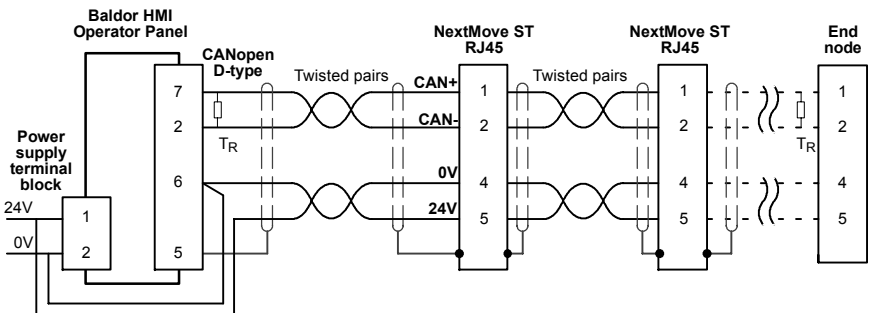 Baldor HMI
Operator Panel
NextMove ST
RJ45
NextMove ST
RJ45
End
node
CANopen
D-type
Twisted pairs
Twisted pairs
7
CAN+
1
1
1
2
CAN-
2
2
2
TR
TR
Power
supply
terminal
block
6
0V
4
4
4
24V
1
24V
5
5
5
0V
2
5